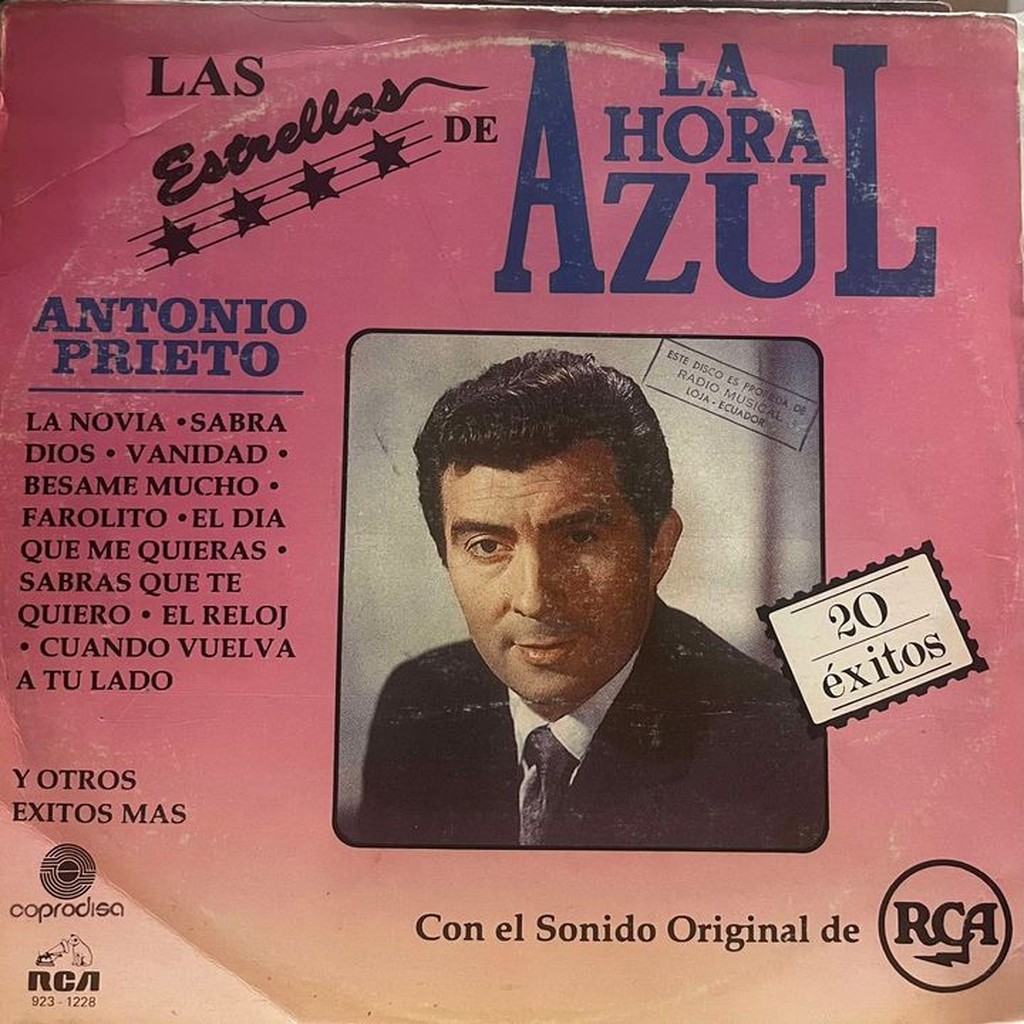 LAS
Estrellas
DE
LA
HORA
AZUL
ANTONIO
PRIETO
LA NOVIA • SABRA
DIOS • VANIDAD •
BESAME MUCHO •
FAROLITO • EL DIA
QUE ME QUIERAS •
SABRAS QUE TE
QUIERO • EL RELOJ
• CUANDO VUELVA
A TU LADO
Y OTROS
EXITOS MAS
ESTE DISCO ES PROPIEDA DE
RADIO MUSICAL
LOJA - ECUADOR
20
éxitos
coprodisa
RCA
923 - 1228
Con el Sonido Original de
RCA